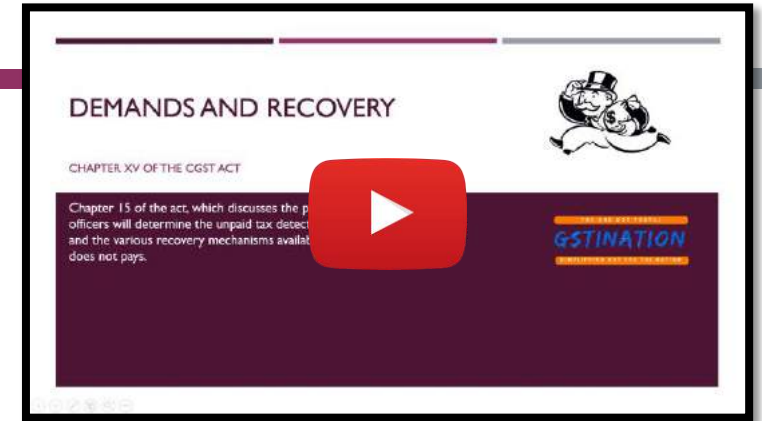 DEMANDS AND RECOVERY
CHAPTER XV OF THE CGST ACT
Chapter 15 of the act, which discusses the p
officers will determine the unpaid tax detect
and the various recovery mechanisms availab
does not pays.
$
GSTINATION